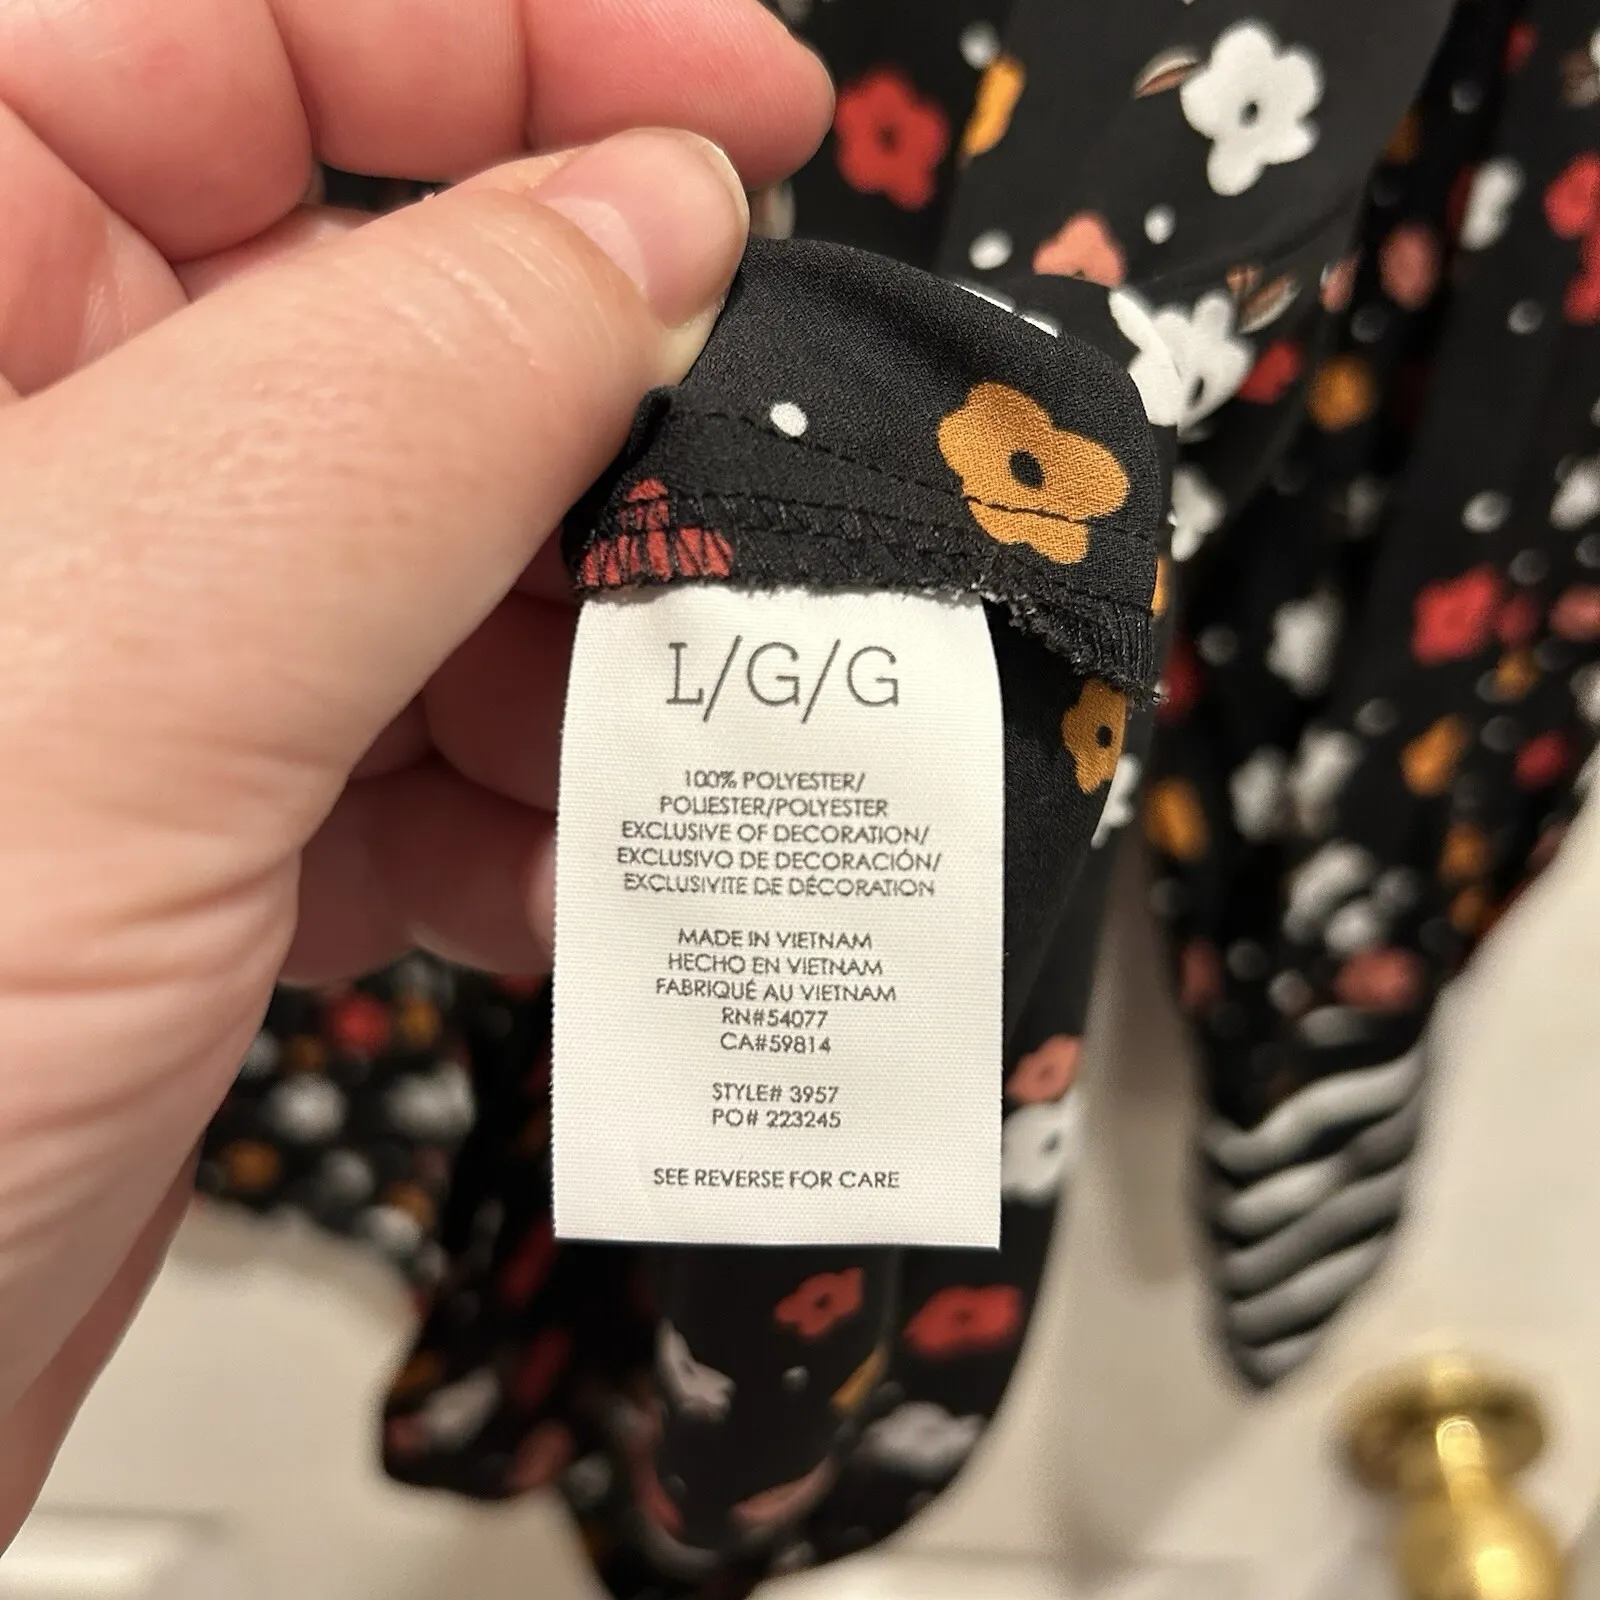 L/G/G
100% POLYESTER/
POLIESTER/POLYESTER
EXCLUSIVE OF DECORATION/
EXCLUSIVO DE DECORACIÓN/
EXCLUSIVITE DE DÉCORATION
MADE IN VIETNAM
HECHO EN VIETNAM
FABRIQUÉ AU VIETNAM
RN#54077
CA#59814
STYLE# 3957
PO# 223245
SEE REVERSE FOR CARE